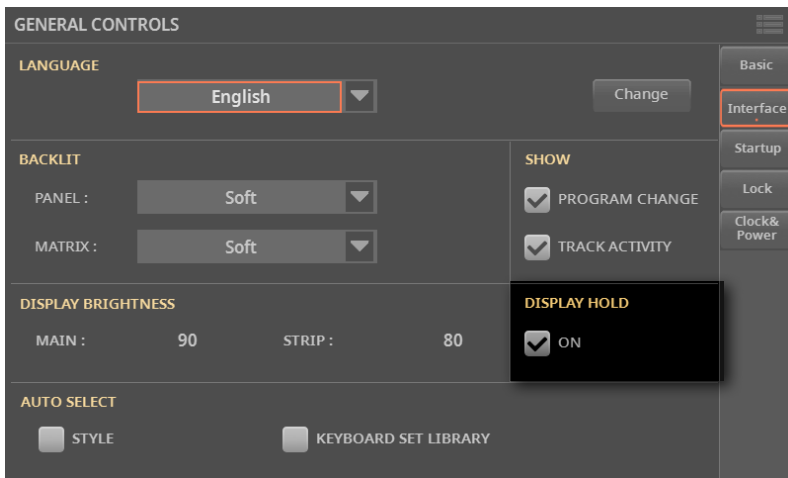 GENERAL CONTROLS
LANGUAGE
English
Change
BACKLIT
PANEL :
Soft
MATRIX :
Soft
SHOW
PROGRAM CHANGE
TRACK ACTIVITY
DISPLAY BRIGHTNESS
MAIN :
90
STRIP :
80
DISPLAY HOLD
ON
AUTO SELECT
STYLE
KEYBOARD SET LIBRARY
Basic
Interface
Startup
Lock
Clock&
Power